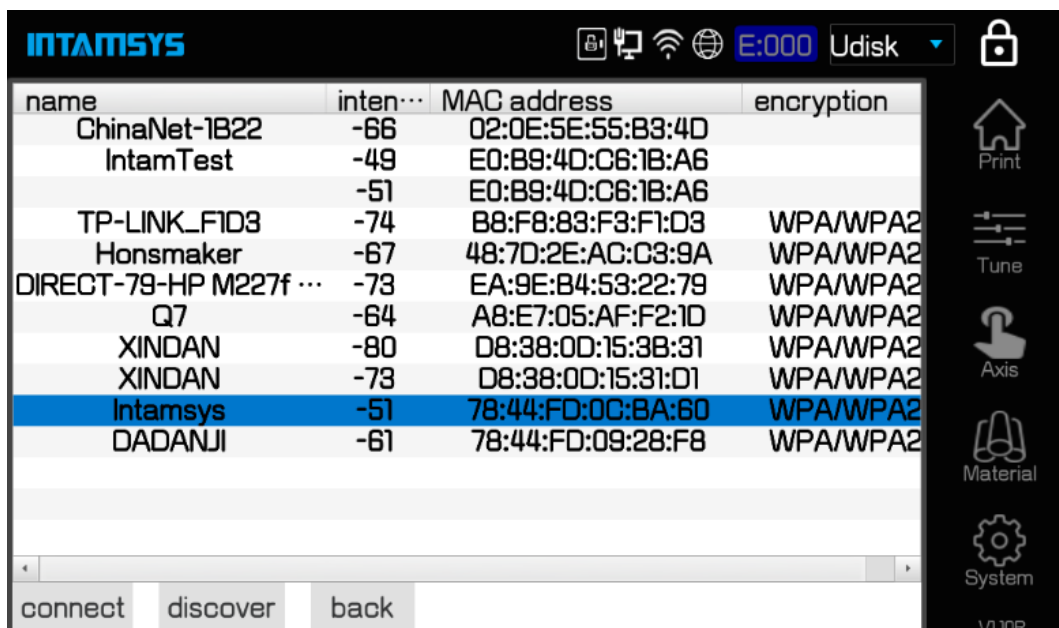 INTAMSYS E:000 Udisk
name inten… MAC address encryption
ChinaNet-1B22 -66 02:0E:5E:55:B3:4D
IntamTest -49 E0:B9:4D:C6:1B:A6
-51 E0:B9:4D:C6:1B:A6
TP-LINK_F1D3 -74 B8:F8:83:F3:F1:D3 WPA/WPA2
Honsmaker -67 48:7D:2E:AC:C3:9A WPA/WPA2
DIRECT-79-HP M227f … -73 EA:9E:B4:53:22:79 WPA/WPA2
Q7 -64 A8:E7:05:AF:F2:1D WPA/WPA2
XINDAN -80 D8:38:0D:15:3B:31 WPA/WPA2
XINDAN -73 D8:38:0D:15:31:D1 WPA/WPA2
Intamsys -51 78:44:FD:0C:BA:60 WPA/WPA2
DADANJI -61 78:44:FD:09:28:F8 WPA/WPA2
connect discover back
Print
Tune
Axis
Material
System